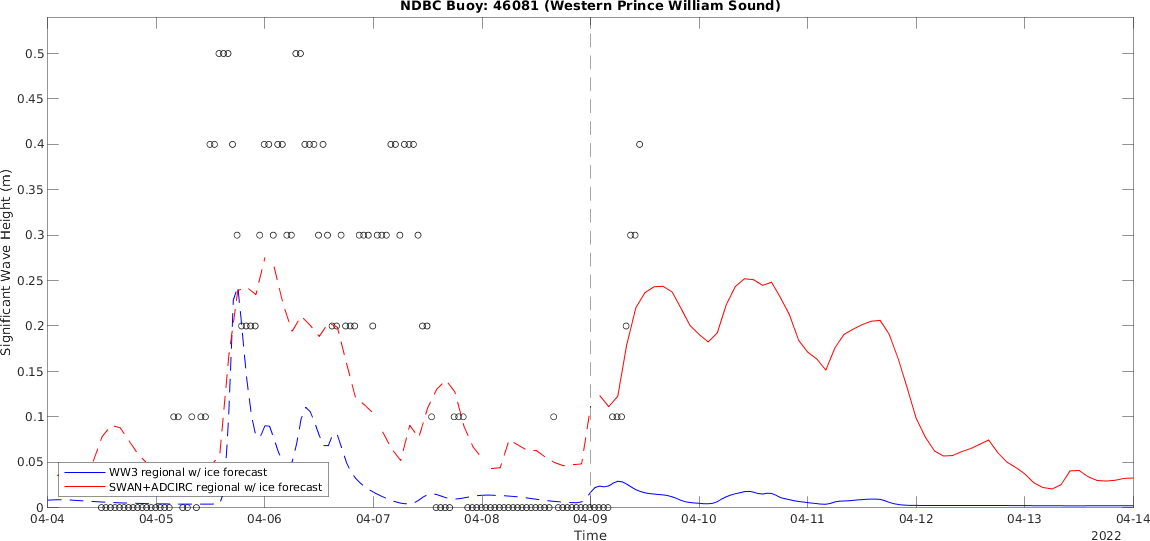 NDBC Buoy: 46081 (Western Prince William Sound)
Significant Wave Height (m)
0.5
0.45
0.4
0.35
0.3
0.25
0.2
0.15
0.1
0.05
0
WW3 regional w/ ice forecast
SWAN+ADCIRC regional w/ ice forecast
04-04 04-05 04-06 04-07 04-08 04-09 04-10 04-11 04-12 04-13 04-14
Time
2022